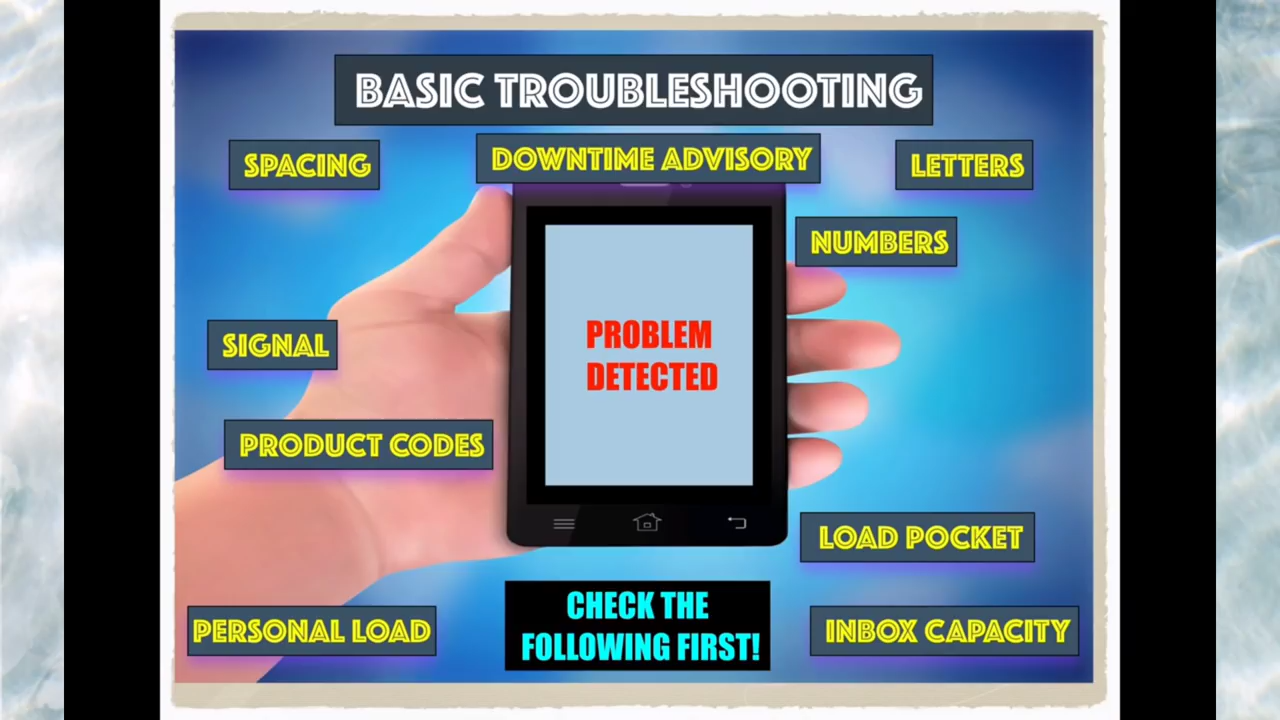 BASIC TROUBLESHOOTING
SPACING
DOWNTIME ADVISORY
LETTERS
NUMBERS
PROBLEM
DETECTED
SIGNAL
PRODUCT CODES
LOAD POCKET
PERSONAL LOAD
CHECK THE
FOLLOWING FIRST!
INBOX CAPACITY